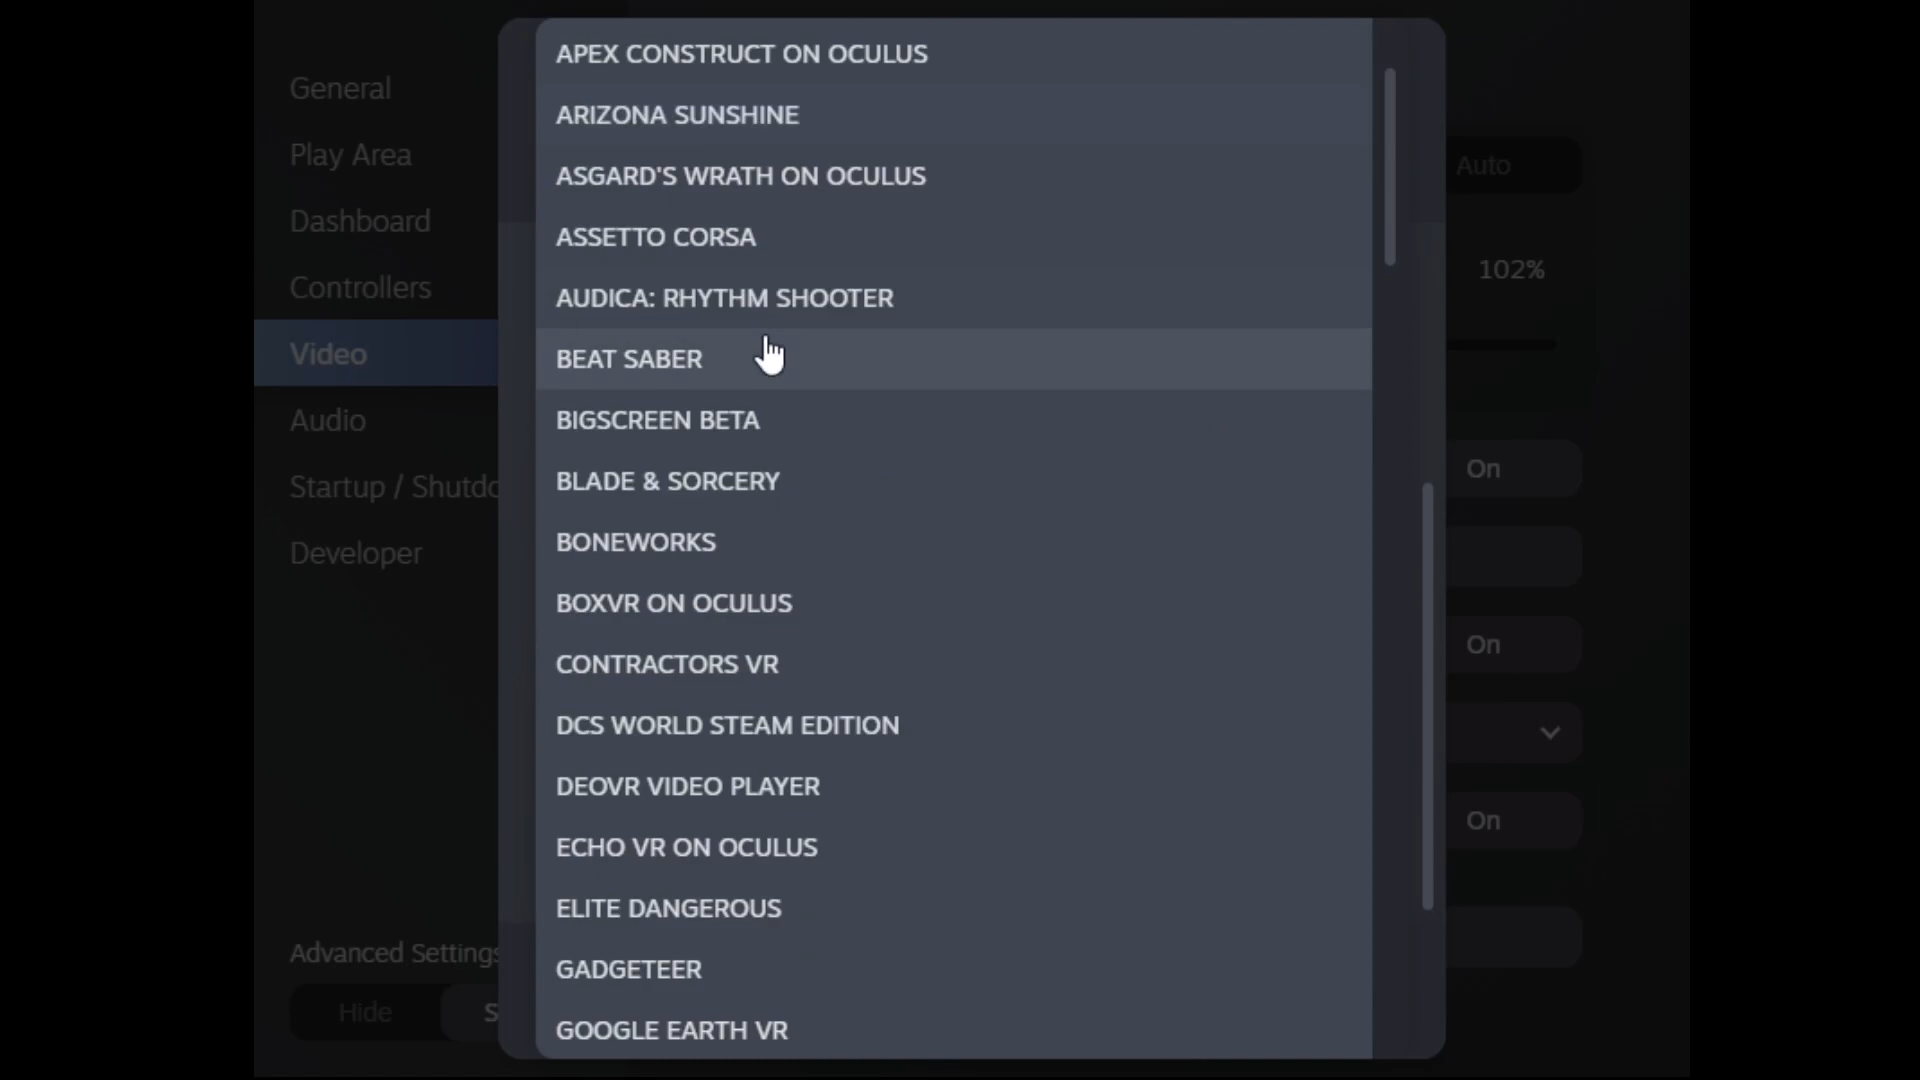 General
Play Area
Dashboard
Controllers
Video
Audio
Startup / Shutdo
Developer
Advanced Settings
Hide
S
APEX CONSTRUCT ON OCULUS
ARIZONA SUNSHINE
ASGARD'S WRATH ON OCULUS
ASSETTO CORSA
AUDICA: RHYTHM SHOOTER
BEAT SABER
BIGSCREEN BETA
BLADE & SORCERY
BONEWORKS
BOXVR ON OCULUS
CONTRACTORS VR
DCS WORLD STEAM EDITION
DEOVR VIDEO PLAYER
ECHO VR ON OCULUS
ELITE DANGEROUS
GADGETEER
GOOGLE EARTH VR
Auto
102%
On
On
On